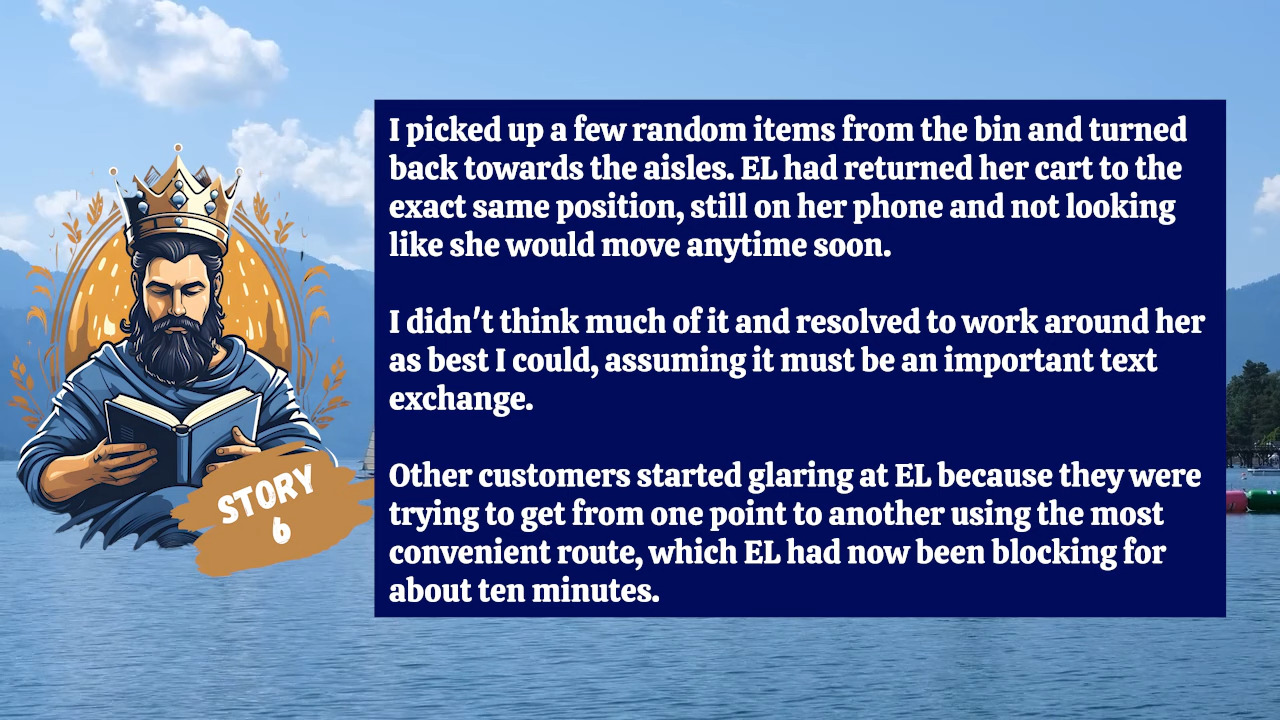 I picked up a few random items from the bin and turned
back towards the aisles. EL had returned her cart to the
exact same position, still on her phone and not looking
like she would move anytime soon.
I didn't think much of it and resolved to work around her
as best I could, assuming it must be an important text
exchange.
Other customers started glaring at EL because they were
trying to get from one point to another using the most
convenient route, which EL had now been blocking for
about ten minutes.
STORY
6